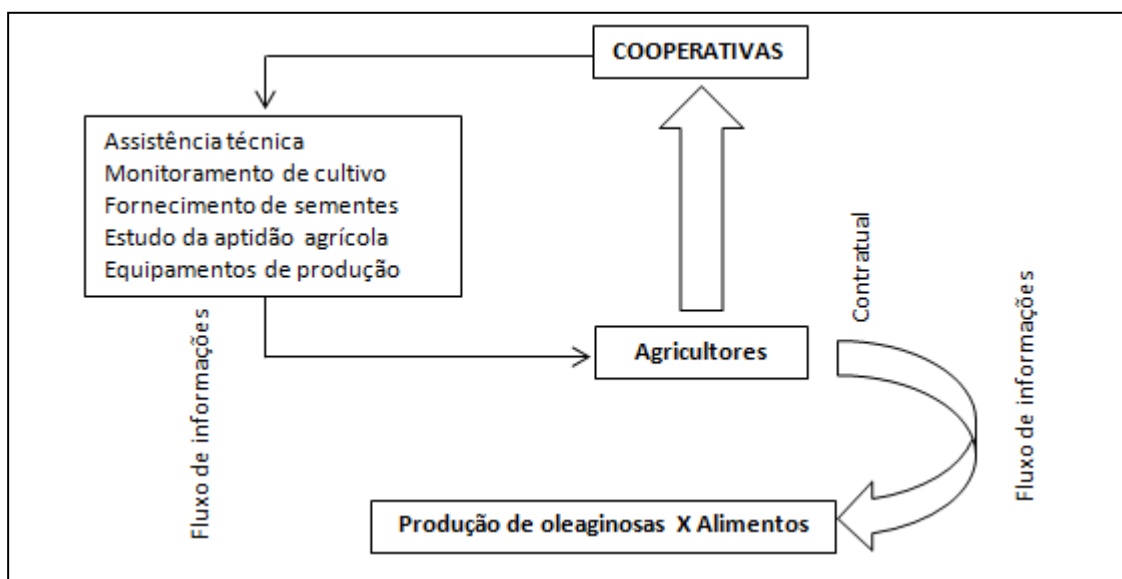 COOPERATIVAS
Assistência técnica
Monitoramento de cultivo
Fornecimento de sementes
Estudo da aptidão agrícola
Equipamentos de produção
Fluxo de informações
Agricultores
Contratual
Fluxo de informações
Produção de oleaginosas X Alimentos